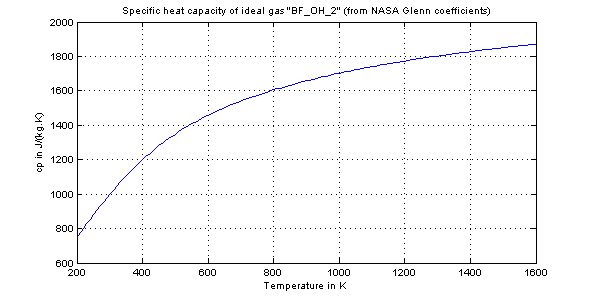 Specific heat capacity of ideal gas "BF_OH_2" (from NASA Glenn coefficients)
2000
1800
1600
1400
1200
1000
800
600
cp in J/(kg.K)
200 400 600 800 1000 1200 1400 1600
Temperature in K